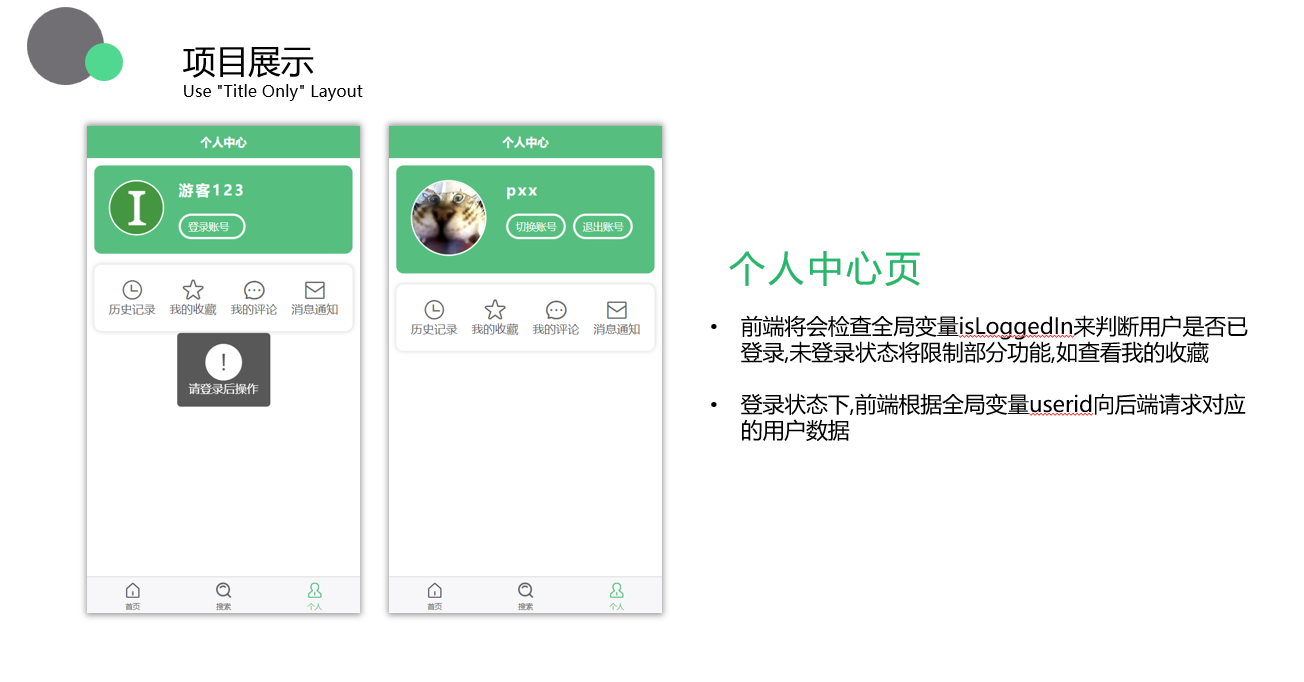 项目展示
Use "Title Only" Layout
个人中心
I
游客123
登录账号
历史记录 我的收藏 我的评论 消息通知
!
请登录后操作
首页 搜索 个人
个人中心
pxx
切换账号 退出账号
历史记录 我的收藏 我的评论 消息通知
首页 搜索 个人
个人中心页
• 前端将会检查全局变量isLoggedIn来判断用户是否已
登录,未登录状态将限制部分功能,如查看我的收藏
• 登录状态下,前端根据全局变量userid向后端请求对应
的用户数据